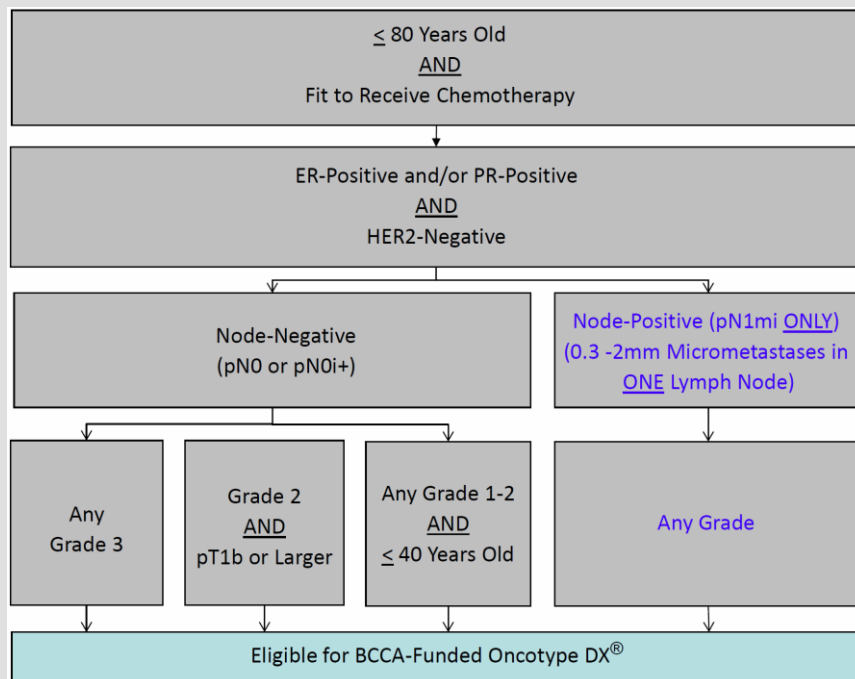 ≤ 80 Years Old
AND
Fit to Receive Chemotherapy
ER-Positive and/or PR-Positive
AND
HER2-Negative
Node-Negative
(pN0 or pN0i+)
Node-Positive (pN1mi ONLY)
(0.3 -2mm Micrometastases in
ONE Lymph Node)
Any
Grade 3
Grade 2
AND
pT1b or Larger
Any Grade 1-2
AND
≤ 40 Years Old
Any Grade
Eligible for BCCA-Funded Oncotype DX®